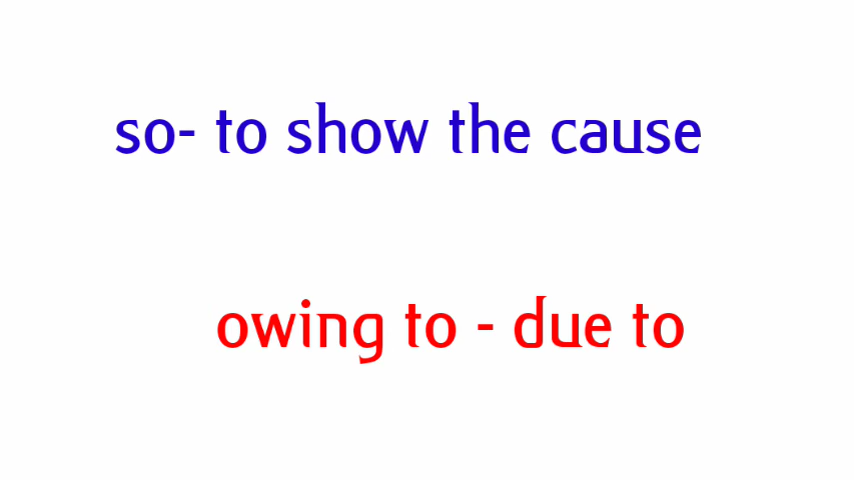 so- to show the cause
owing to - due to